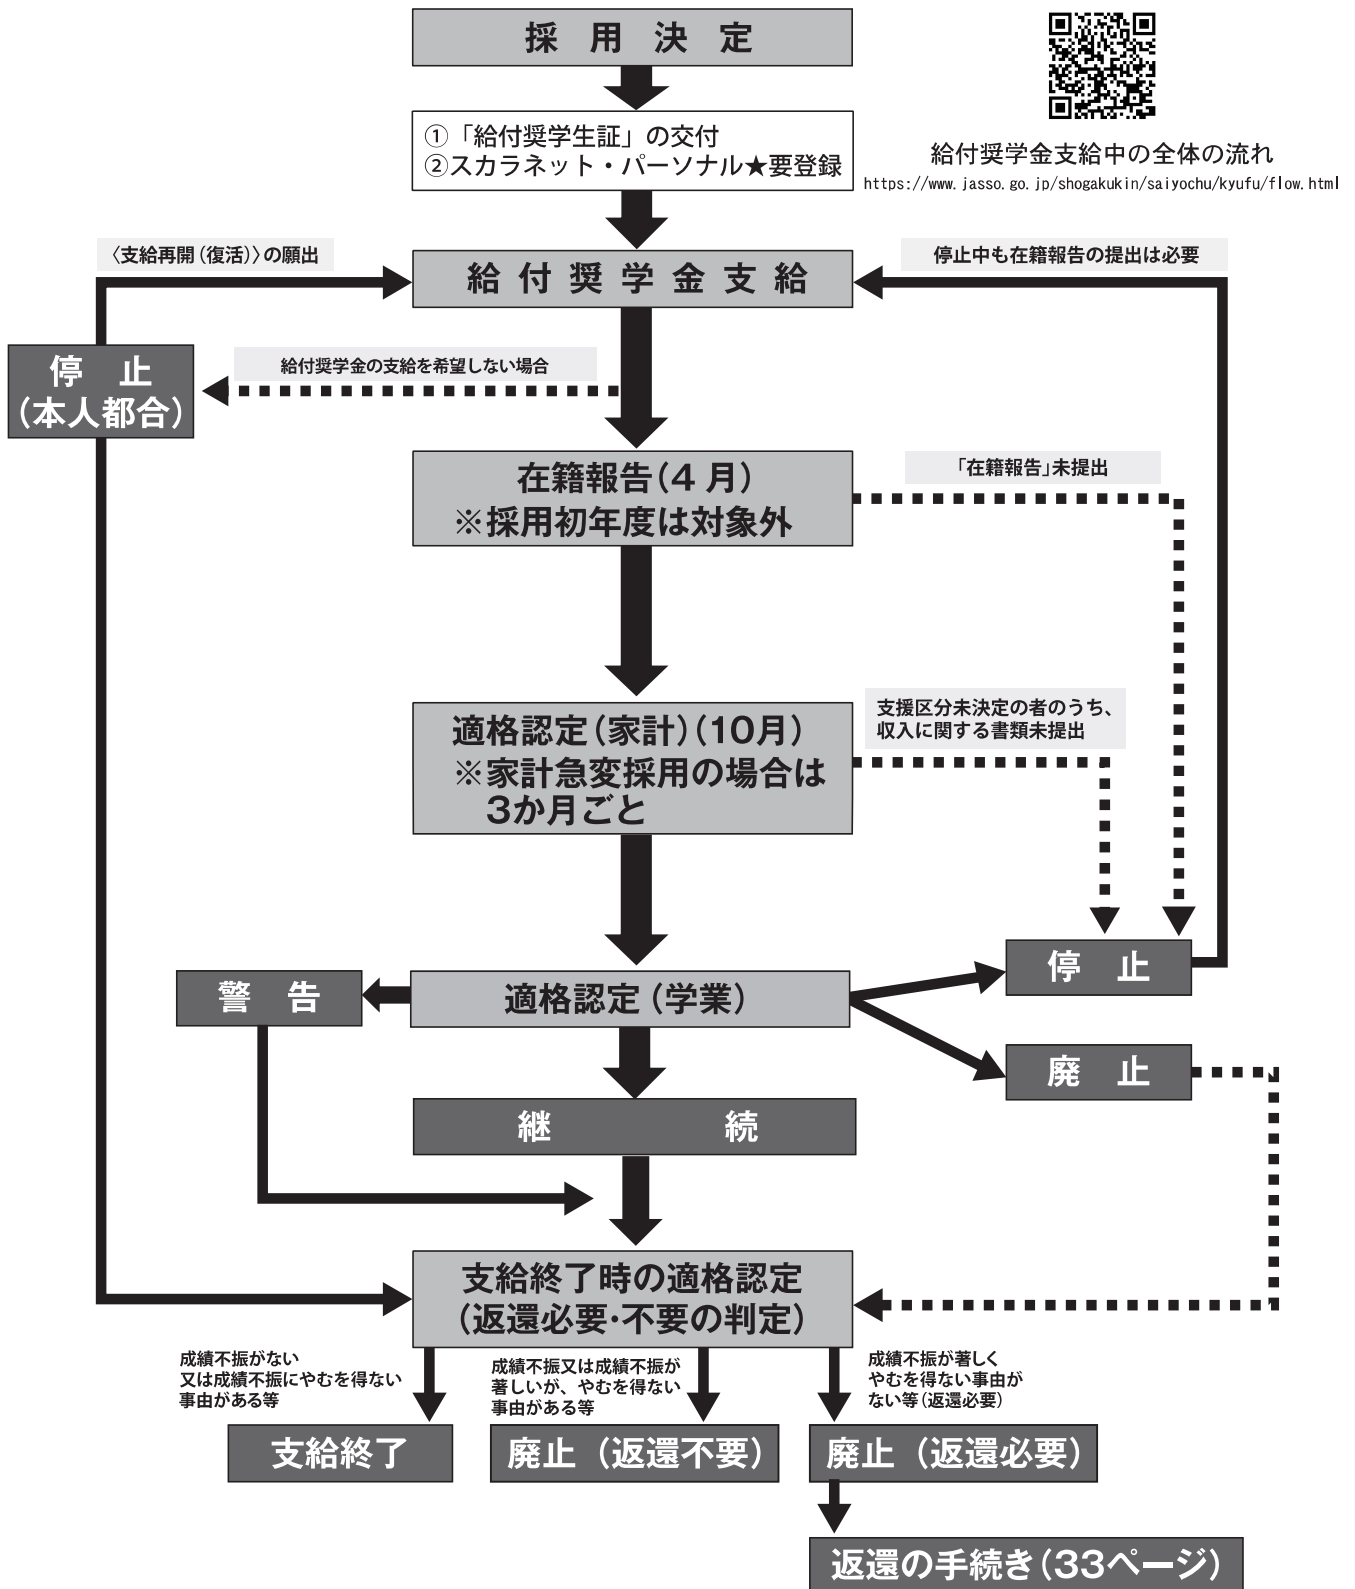 採用決定
①「給付奨学生証」の交付
②スカラネット・パーソナル★要登録
給付奨学金支給中の全体の流れ
https://www.jasso.go.jp/shogakukin/saiyochu/kyufu/flow.html
〈支給再開（復活）〉の願出
給付奨学金支給
停止中も在籍報告の提出は必要
停止
（本人都合）
給付奨学金の支給を希望しない場合
在籍報告（4月）
※採用初年度は対象外
「在籍報告」未提出
適格認定（家計）（10月）
※家計急変採用の場合は
3か月ごと
支援区分未決定の者のうち、
収入に関する書類未提出
警告
適格認定（学業）
停止
廃止
継続
支給終了時の適格認定
（返還必要・不要の判定）
成績不振がない
又は成績不振にやむを得ない
事由がある等
成績不振又は成績不振が
著しいが、やむを得ない
事由がある等
成績不振が著しく
やむを得ない事由が
ない等（返還必要）
支給終了
廃止（返還不要）
廃止（返還必要）
返還の手続き（33ページ）